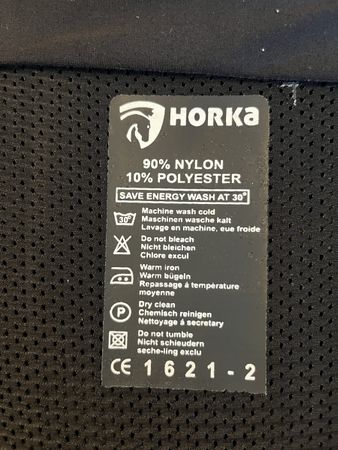 HORKa
90% NYLON
10% POLYESTER
SAVE ENERGY WASH AT 30°
30°
Machine wash cold
Maschinen wasche kalt
Lavage en machine, eue froide
Do not bleach
Nicht bleichen
Chlore excul
Warm iron
Warm bügeln
Repassage á température
moyenne
P
Dry clean
Chemisch reinigen
Nettoyage á secretary
Do not tumble
Nicht schleudern
seche-ling exclu
CE 1621-2